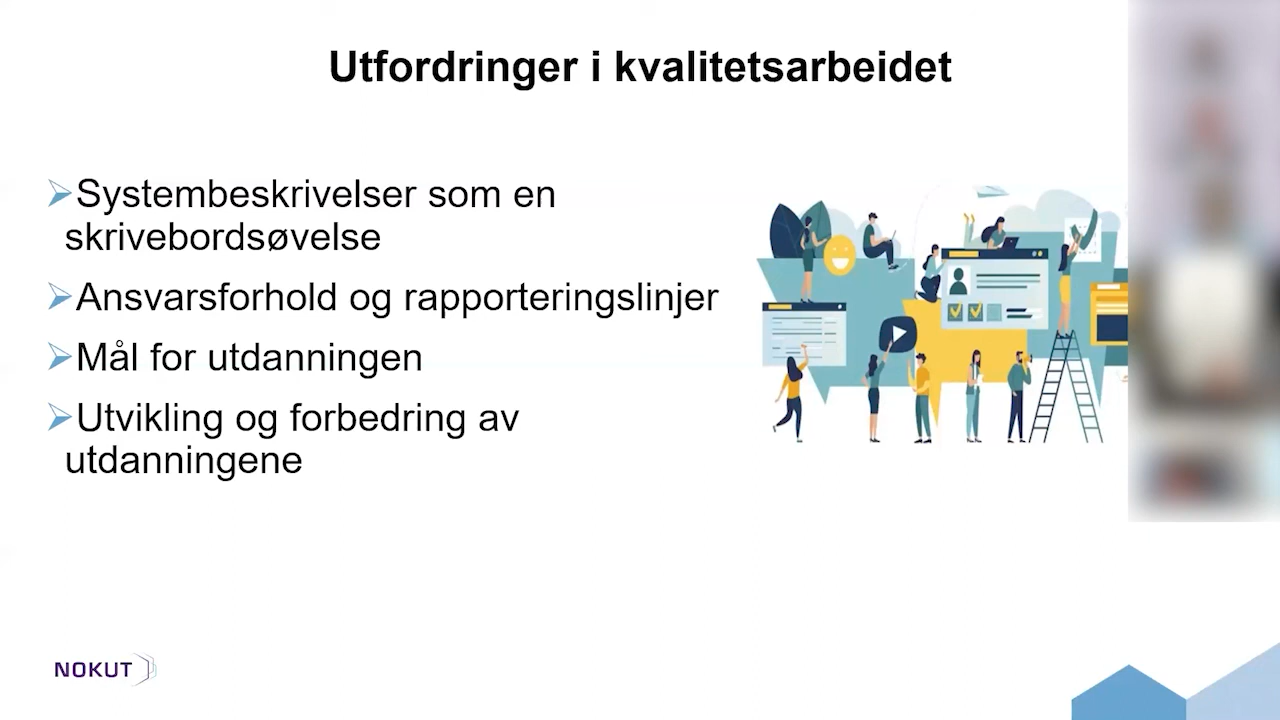 Utfordringer i kvalitetsarbeidet
➢Systembeskrivelser som en
skrivebordsøvelse
➢Ansvarsforhold og rapporteringslinjer
➢Mål for utdanningen
➢Utvikling og forbedring av
utdanningene
NOKUT